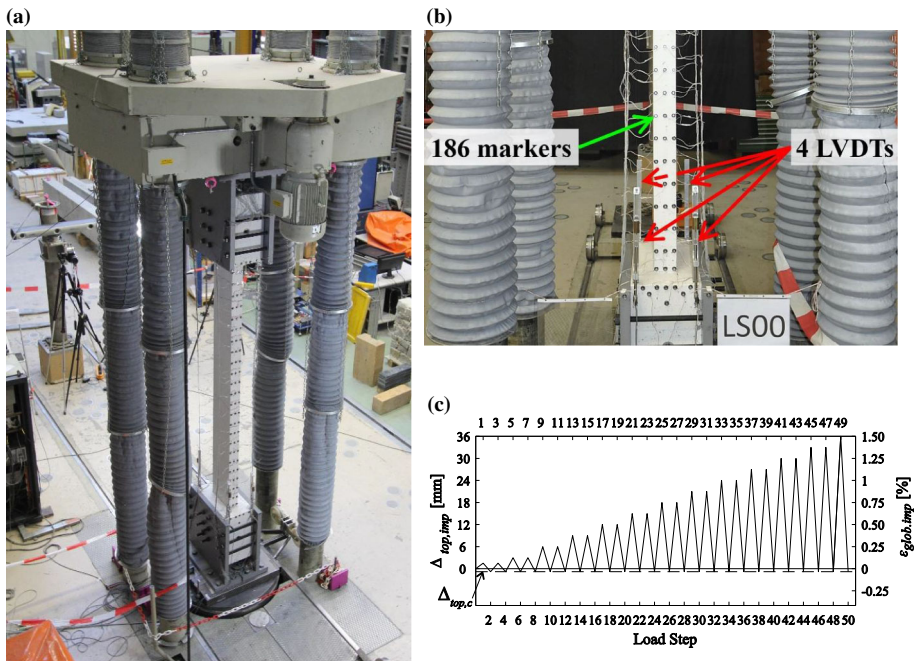 (a)
(b)
186 markers
4 LVDTs
LS00
(c)
1 3 5 7 9 11 13 15 17 19 21 23 25 27 29 31 33 35 37 39 41 43 45 47 49
36
30
24
18
12
6
0
Δtop,imp [mm]
Δtop,c
1.50
1.25
1
0.75
0.50
0.25
0
-0.25
εglob.imp [%]
2 4 6 8 10 12 14 16 18 20 22 24 26 28 30 32 34 36 38 40 42 44 46 48 50
Load Step